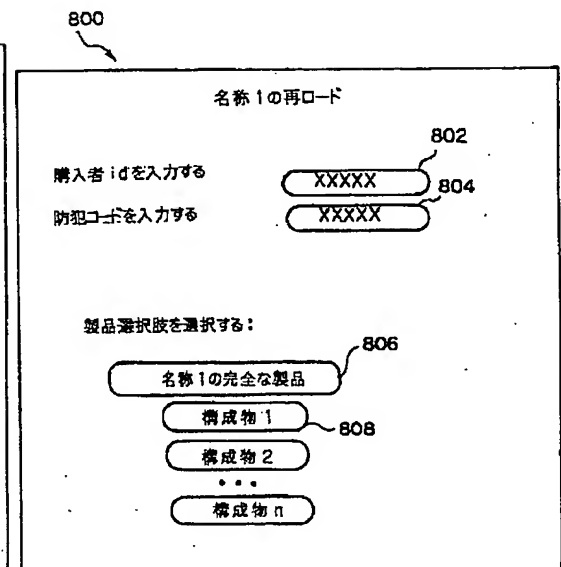 800
名称1の再ロード
802
購入者idを入力する XXXXX
804
防犯コードを入力する XXXXX
製品選択肢を選択する：
806
名称1の完全な製品
構成物1
808
構成物2
•••
構成物n